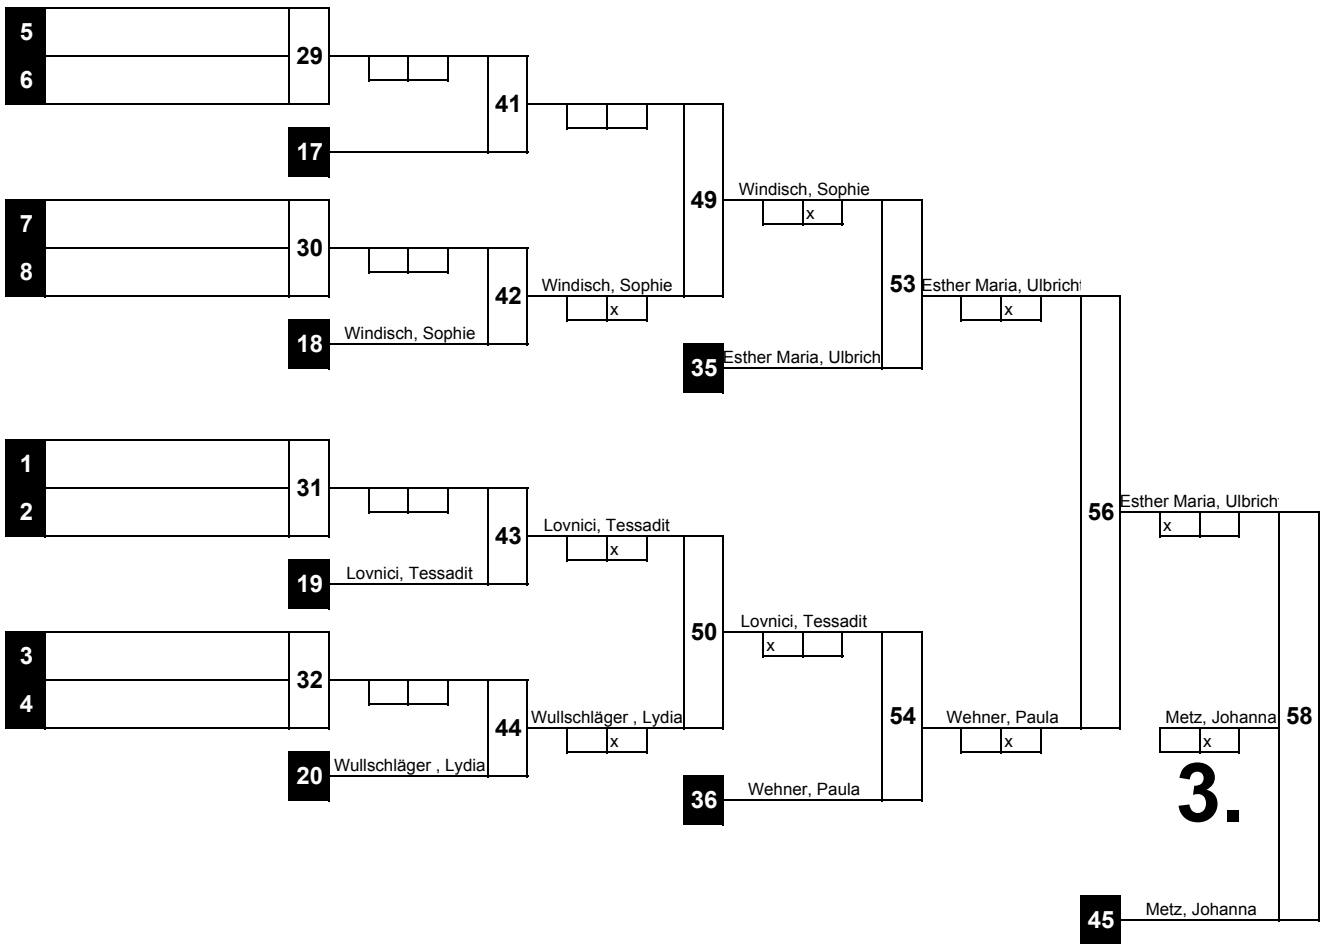 5
29
6
41
17
Windisch, Sophie
49
x
7
30
8
53
Esther Maria, Ulbricht
Windisch, Sophie
42
x
x
Windisch, Sophie
18
Esther Maria, Ulbrich
35
1
31
2
Esther Maria, Ulbrich
56
x
Lovnici, Tessadit
43
x
Lovnici, Tessadit
19
Lovnici, Tessadit
50
x
3
32
4
Wullschläger , Lydia
44
x
54
Wehner, Paula
x
Metz, Johanna
58
x
Wullschläger , Lydia
20
3.
Wehner, Paula
36
Metz, Johanna
45